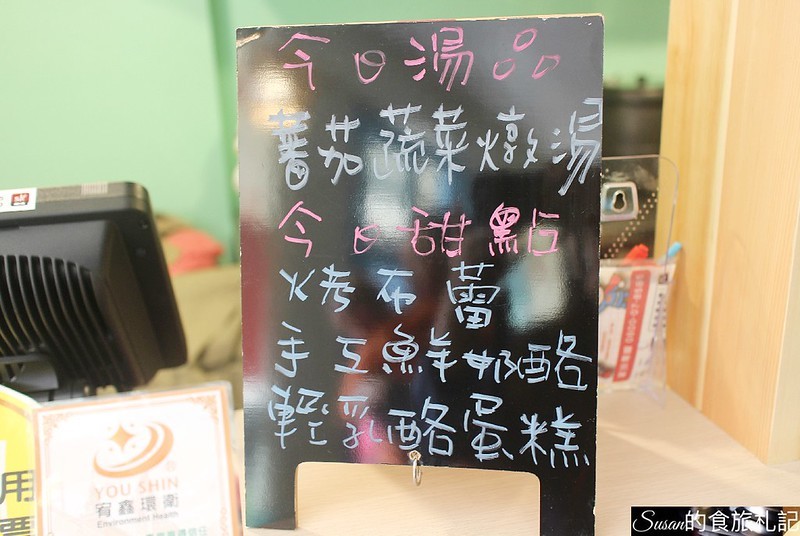 今日湯品
蕃茄蔬菜燉湯
今日甜點
烤布蕾
手工鮮奶酪
輕乳酪蛋糕
YOU SHIN
宥鑫環衛
Environment Health
用
票
Susan的食旅札記